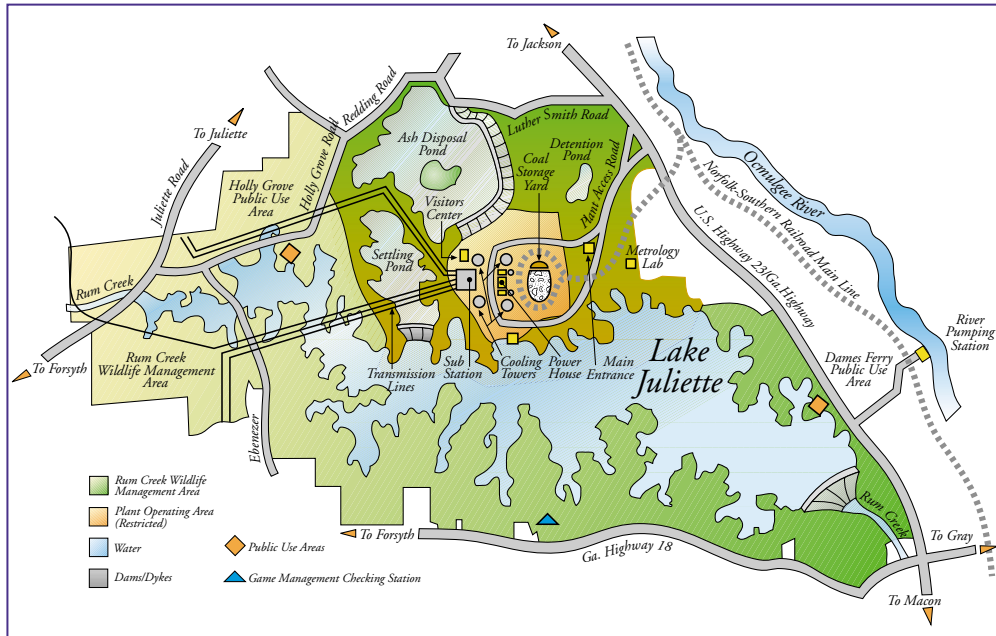 To Jackson
Redding Road
To Juliette
Ash Disposal
Pond
Luther Smith Road
Detention
Pond
Coal
Storage
Yard
Plant Access Road
Ocmugee River
Norfolk-Southern Railroad Main Line
Juliette Road
Holly Grove
Public Use
Area
Holly Grove Road
Visitors
Center
U.S. Highway 23/Ga.Highway
Settling
Pond
Metrology
Lab
Rum Creek
River
Pumping
Station
Lake
Juliette
Dames Ferry
Public Use
Area
To Forsyth
Rum Creek
Wildlife Management
Area
Transmission
Lines
Sub
Station
Cooling
Towers
Power
House
Main
Entrance
Ebenezer
Rum Creek Wildlife
Management Area
Plant Operating Area
(Restricted)
Water
Dams/Dykes
Public Use Areas
Game Management Checking Station
To Forsyth
Ga. Highway 18
Rum Creek
To Gray
To Macon